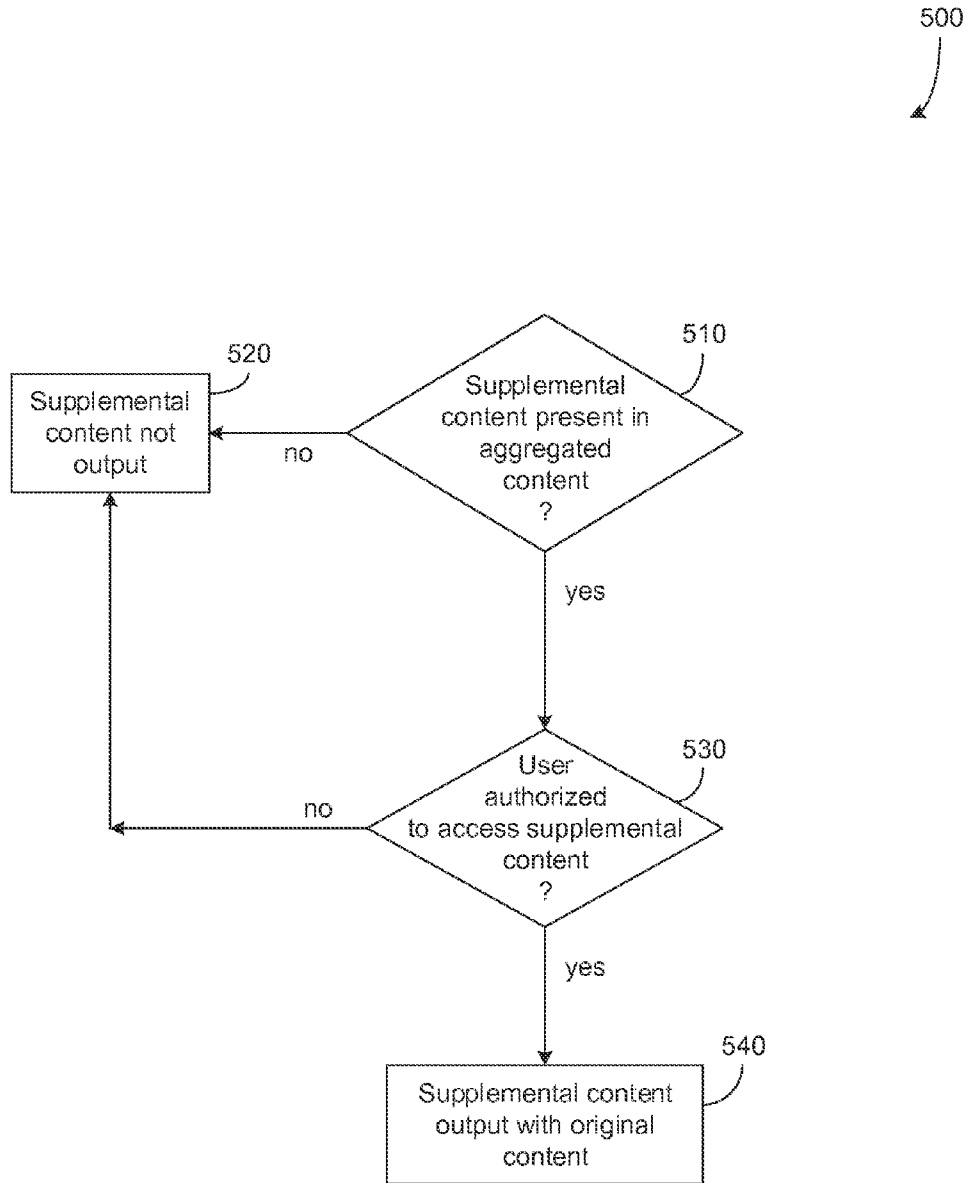 500
510
Supplemental
content present in
aggregated
content
?
520
Supplemental
content not
output
no
yes
530
User
authorized
to access supplemental
content
?
no
yes
540
Supplemental content
output with original
content